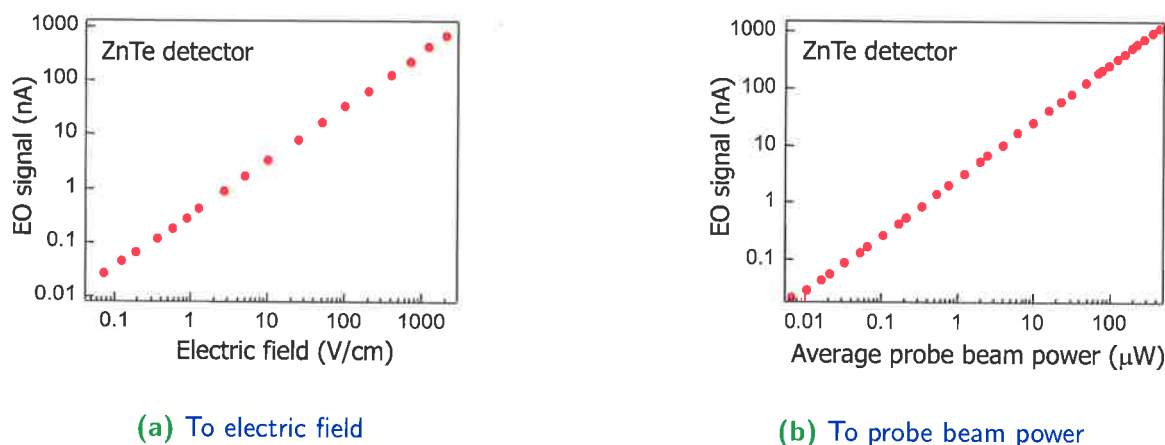 1000
100
10
1
0.1
0.01
EO signal (nA)
ZnTe detector
0.1 1 10 100 1000
Electric field (V/cm)
(a) To electric field
1000
100
10
1
0.1
EO signal (nA)
ZnTe detector
0.01 0.1 1 10 100
Average probe beam power (μW)
(b) To probe beam power